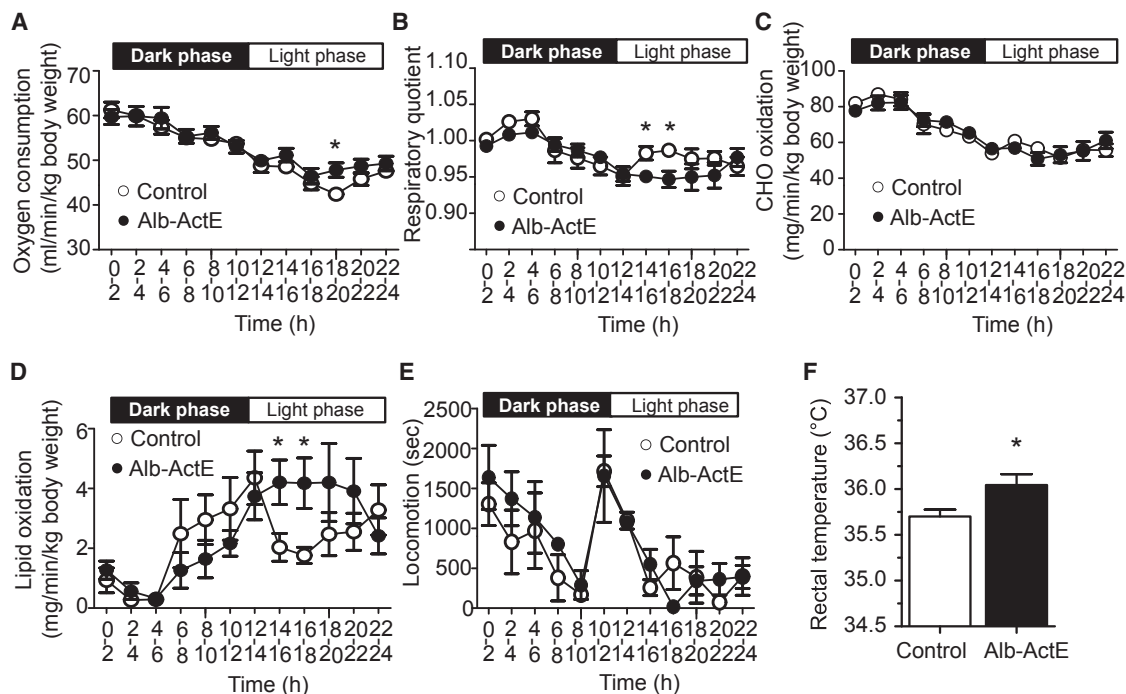 A
Dark phase Light phase
Oxygen consumption
(ml/min/kg body weight)
70
60
50
40
30
*
Control
Alb-ActE
0 2 4 6 8 10 12 14 16 18 20 22
2 4 6 8 10 12 14 16 18 20 22 24
Time (h)
B
Dark phase Light phase
Respiratory quotient
1.10
1.05
1.00
0.95
0.90
* *
Control
Alb-ActE
0 2 4 6 8 10 12 14 16 18 20 22
2 4 6 8 10 12 14 16 18 20 22 24
Time (h)
C
Dark phase Light phase
CHO oxidation
(mg/min/kg body weight)
100
80
60
40
20
0
Control
Alb-ActE
0 2 4 6 8 10 12 14 16 18 20 22
2 4 6 8 10 12 14 16 18 20 22 24
Time (h)
D
Dark phase Light phase
Lipid oxidation
(mg/min/kg body weight)
6
4
2
0
Control
Alb-ActE
* *
0 2 4 6 8 10 12 14 16 18 20 22
2 4 6 8 10 12 14 16 18 20 22 24
Time (h)
E
Dark phase Light phase
Locomotion (sec)
2500
2000
1500
1000
500
0
Control
Alb-ActE
0 2 4 6 8 10 12 14 16 18 20 22
2 4 6 8 10 12 14 16 18 20 22 24
Time (h)
F
Rectal temperature (°C)
37.0
36.5
36.0
35.5
35.0
34.5
*
Control Alb-ActE